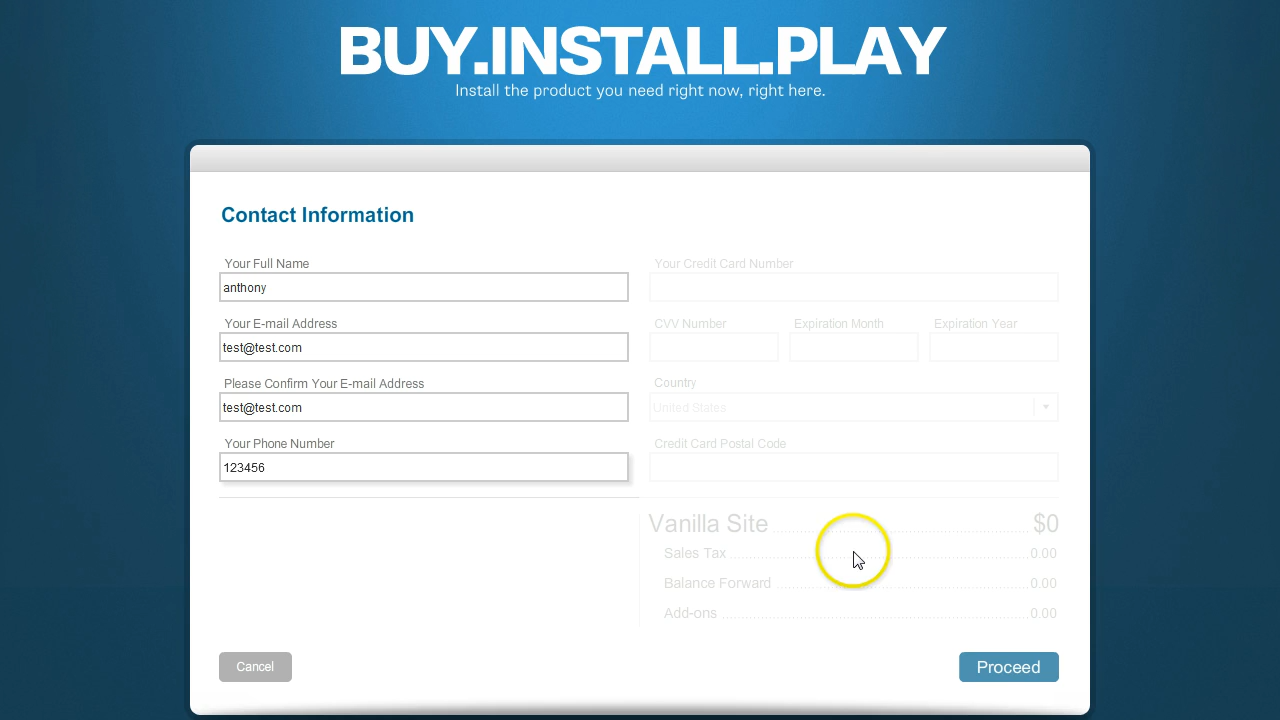 BUY.INSTALL.PLAY
Install the product you need right now, right here.
Contact Information
Your Full Name
anthony
Your E-mail Address
test@test.com
Please Confirm Your E-mail Address
test@test.com
Your Phone Number
123456
Your Credit Card Number
CVV Number Expiration Month Expiration Year
Country
United States
Credit Card Postal Code
Vanilla Site $0
Sales Tax 0.00
Balance Forward 0.00
Add-ons 0.00
Cancel
Proceed